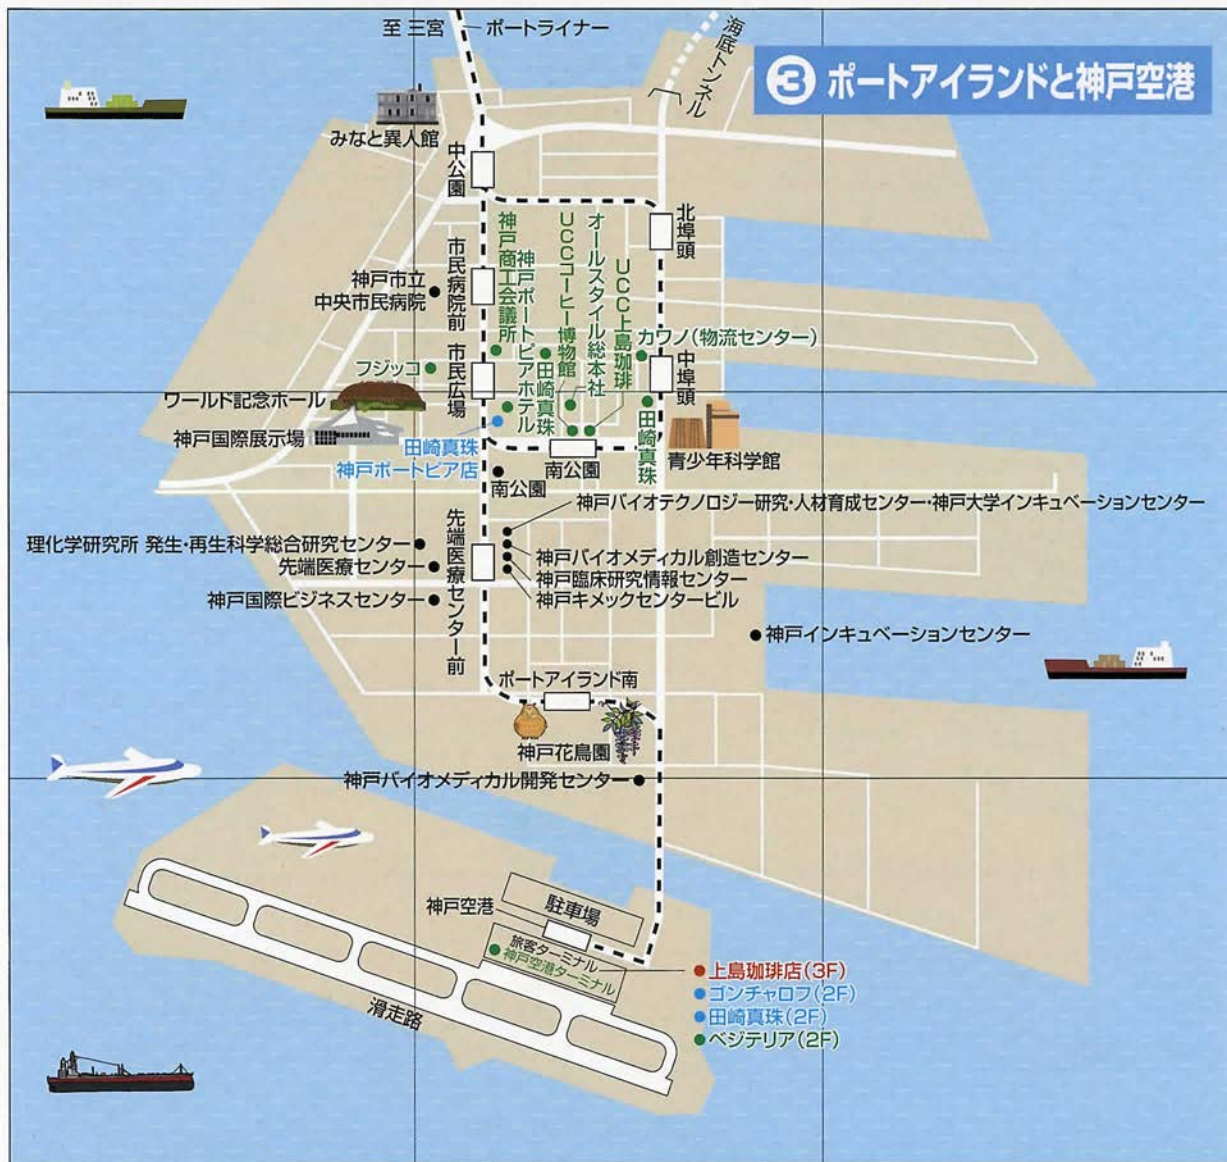 至 三宮
ポートライナー
海底トンネル
③ ポートアイランドと神戸空港
みなと異人館
中公園
北埠頭
神戸市立
中央市民病院
市民病院前
神戸商工会議所
神戸ポートピアホテル
田崎真珠
UCCコーヒー博物館
オールスタイル総本社
UCC上島珈琲
カワノ(物流センター)
中埠頭
フジッコ
市民広場
ワールド記念ホール
神戸国際展示場
田崎真珠
神戸ポートピア店
南公園
南公園
田崎真珠
青少年科学館
神戸バイオテクノロジー研究・人材育成センター・神戸大学インキュベーションセンター
理化学研究所 発生・再生科学総合研究センター
先端医療センター
神戸国際ビジネスセンター
先端医療センター前
神戸バイオメディカル創造センター
神戸臨床研究情報センター
神戸キメックセンタービル
神戸インキュベーションセンター
ポートアイランド南
神戸花鳥園
神戸バイオメディカル開発センター
神戸空港
駐車場
旅客ターミナル
神戸空港ターミナル
滑走路
上島珈琲店(3F)
ゴンチャロフ(2F)
田崎真珠(2F)
ベジテリア(2F)